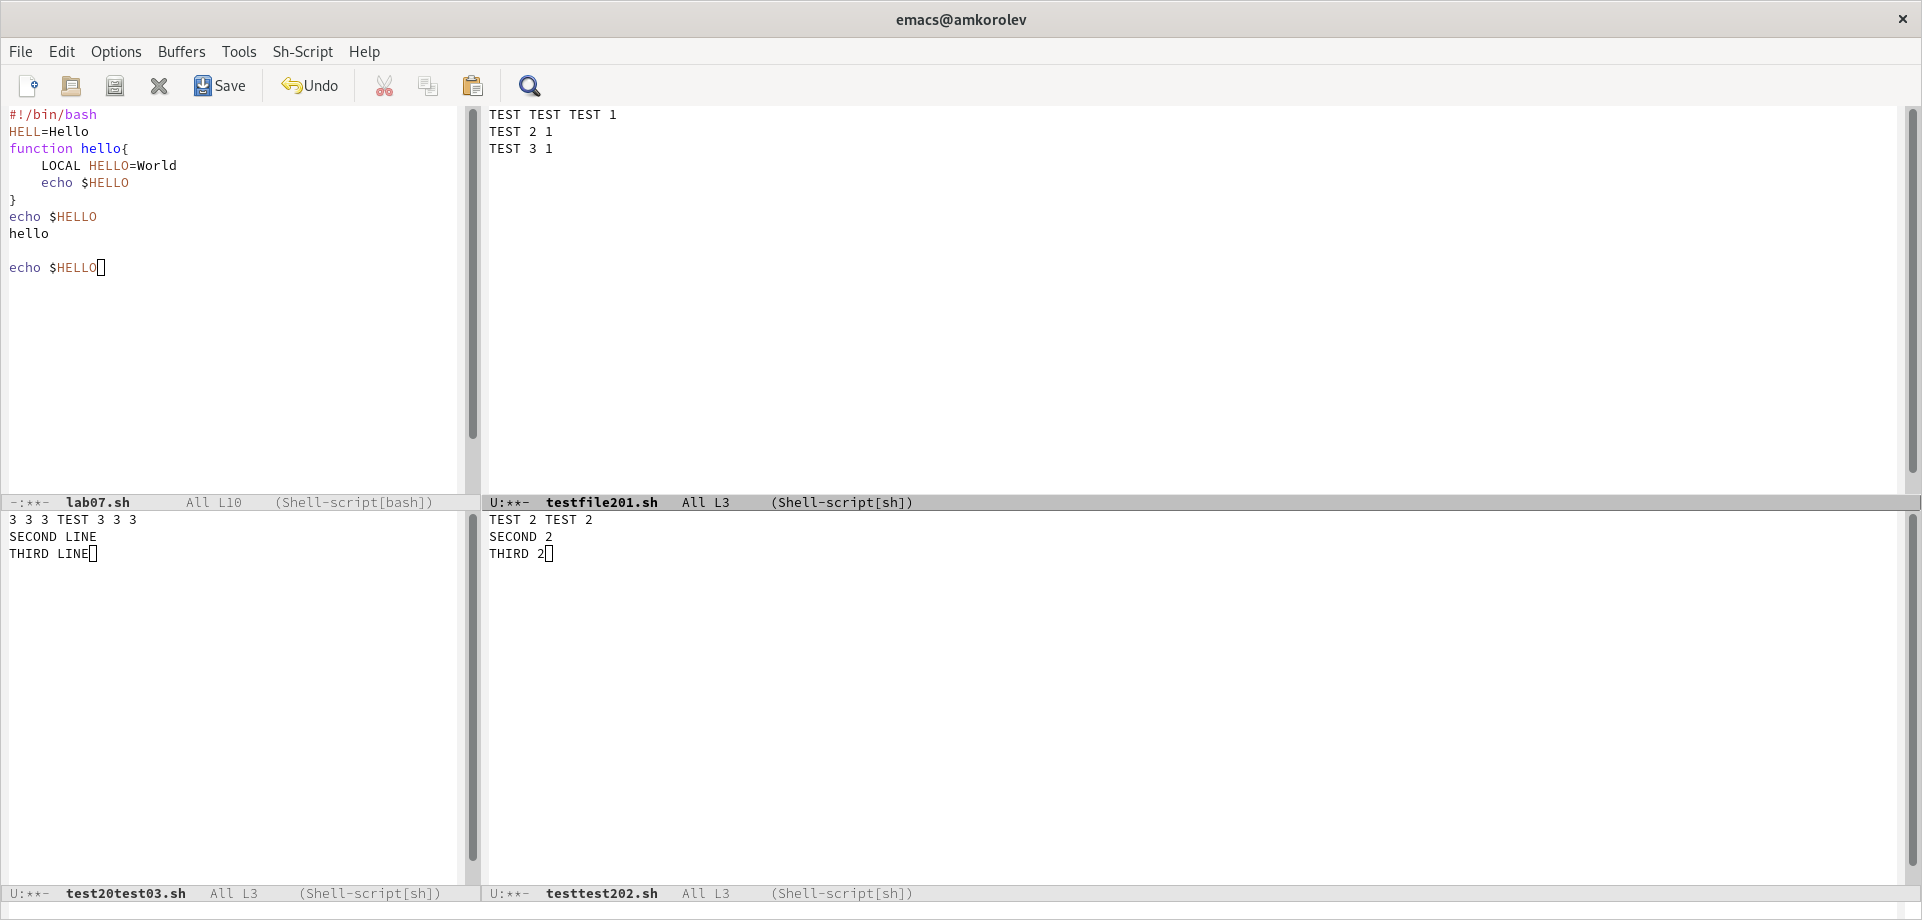 emacs@amkorolev ×
File Edit Options Buffers Tools Sh-Script Help
Save Undo
#!/bin/bash
HELL=Hello
function hello{
    LOCAL HELLO=World
    echo $HELLO
}
echo $HELLO
hello
echo $HELLO
-:**-  lab07.sh       All L10    (Shell-script[bash])
TEST TEST TEST 1
TEST 2 1
TEST 3 1
U:**-  testfile201.sh   All L3     (Shell-script[sh])
3 3 3 TEST 3 3 3
SECOND LINE
THIRD LINE
U:**-  test20test03.sh   All L3     (Shell-script[sh])
TEST 2 TEST 2
SECOND 2
THIRD 2
U:**-  testtest202.sh   All L3     (Shell-script[sh])